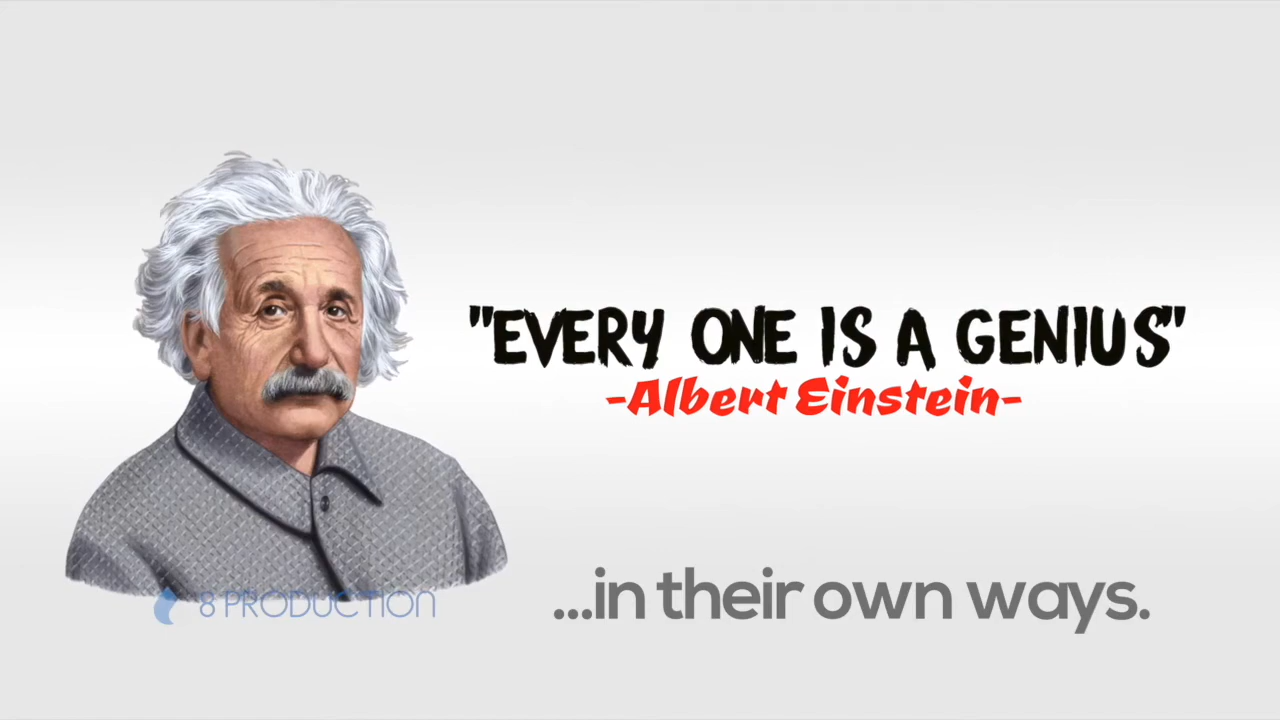 "EVERY ONE IS A GENIUS"
-Albert Einstein-
...in their own ways.
8 PRODUCTION